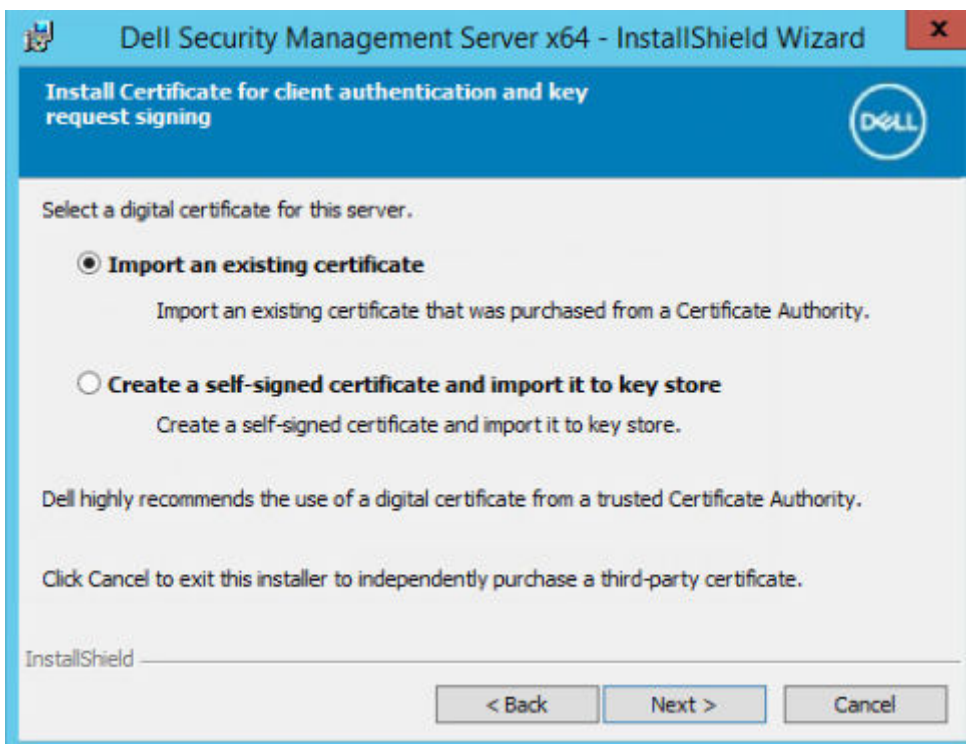 Dell Security Management Server x64 - InstallShield Wizard
x
Install Certificate for client authentication and key
request signing
DELL
Select a digital certificate for this server.
Import an existing certificate
Import an existing certificate that was purchased from a Certificate Authority.
Create a self-signed certificate and import it to key store
Create a self-signed certificate and import it to key store.
Dell highly recommends the use of a digital certificate from a trusted Certificate Authority.
Click Cancel to exit this installer to independently purchase a third-party certificate.
InstallShield
< Back Next > Cancel